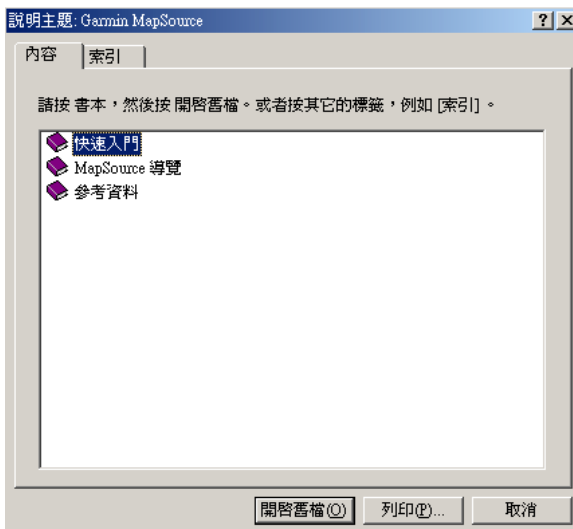 說明主題: Garmin MapSource
內容 索引
請按 書本，然後按 開啓舊檔。或者按其它的標籤，例如 [索引]。
快速入門
MapSource 導覽
參考資料
開啓舊檔(O) 列印(P)... 取消